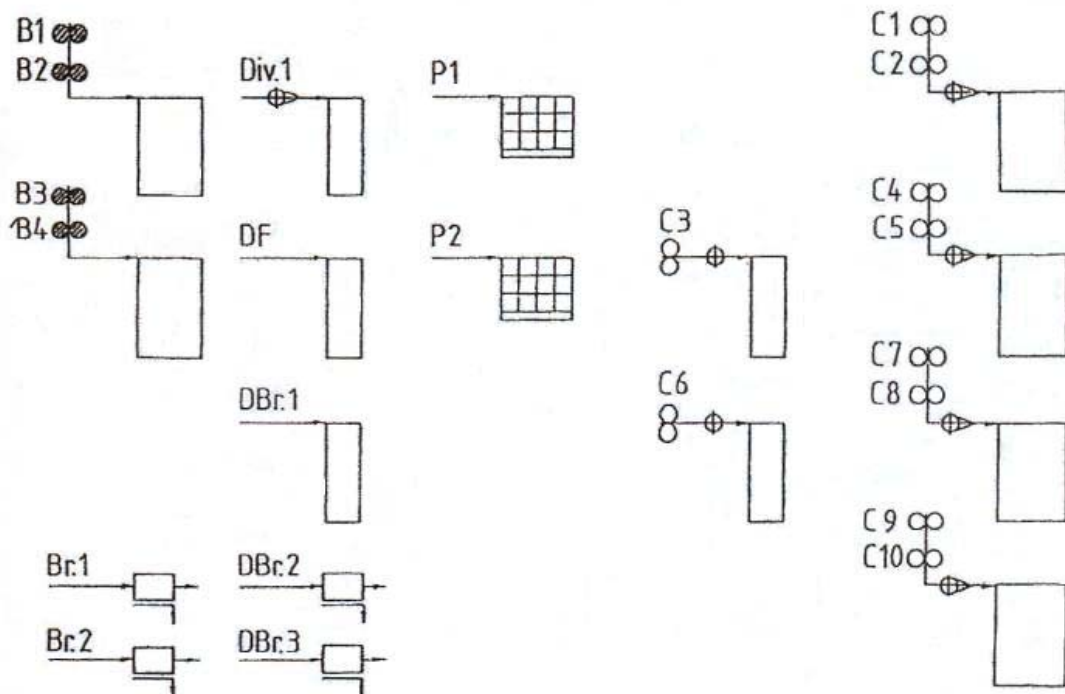 B1
B2
Div.1
P1
C1
C2
B3
B4
DF
P2
C3
C4
C5
DBr.1
C6
C7
C8
Br.1
DBr.2
C9
C10
Br.2
DBr.3